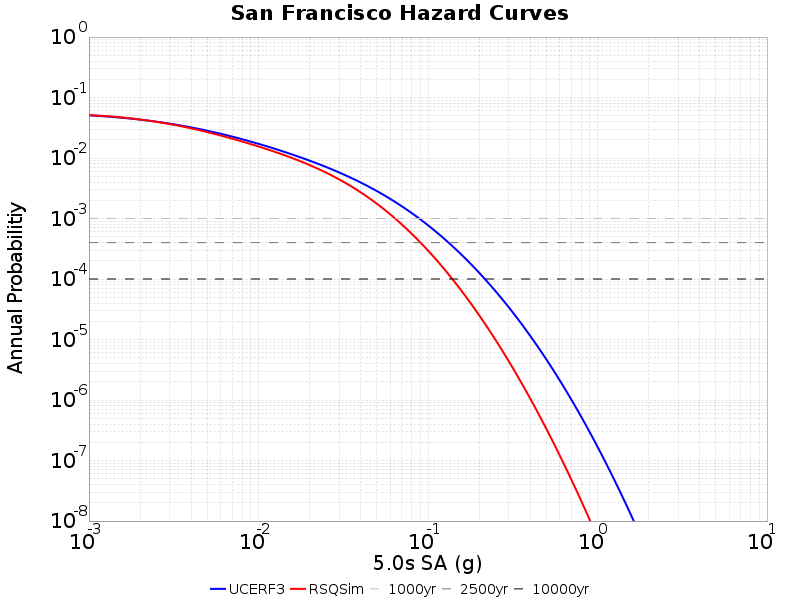 San Francisco Hazard Curves
10^0
10^-1
10^-2
10^-3
10^-4
10^-5
10^-6
10^-7
10^-8
Annual Probabilitiy
10^-3 10^-2 10^-1 10^0 10^1
5.0s SA (g)
UCERF3 RSQSim 1000yr 2500yr 10000yr